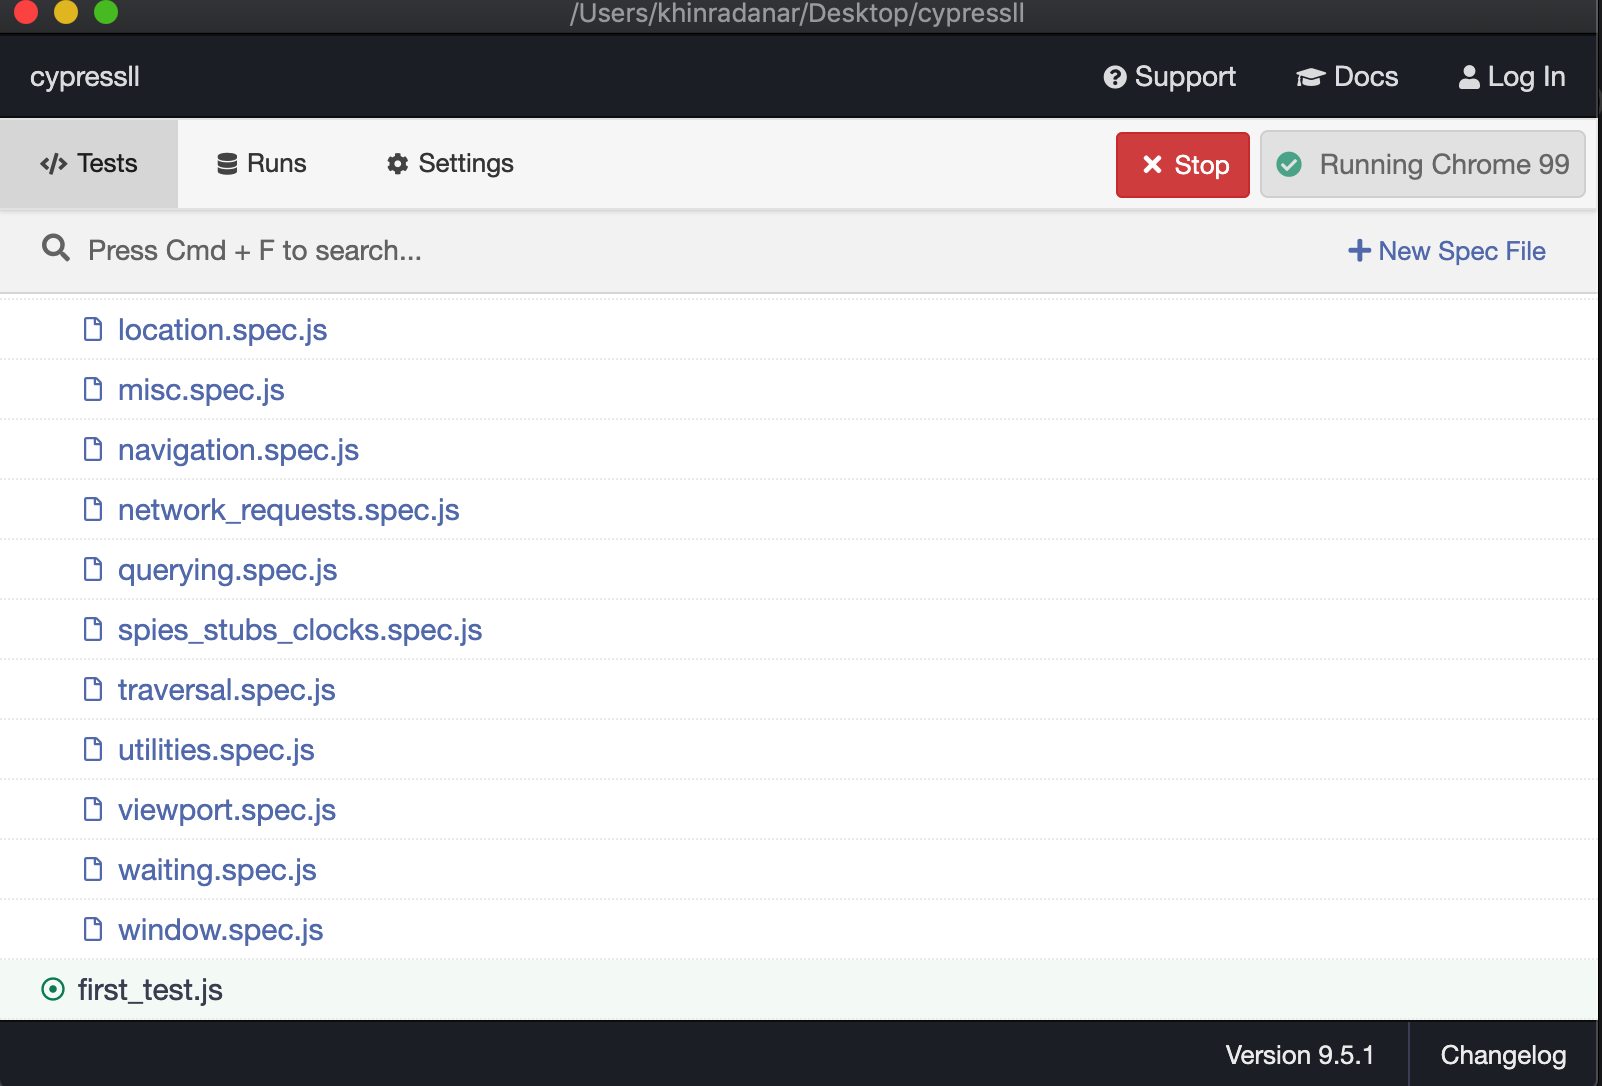 /Users/khinradanar/Desktop/cypressll
cypressll
Support
Docs
Log In
Tests
Runs
Settings
Stop
Running Chrome 99
Press Cmd + F to search...
New Spec File
location.spec.js
misc.spec.js
navigation.spec.js
network_requests.spec.js
querying.spec.js
spies_stubs_clocks.spec.js
traversal.spec.js
utilities.spec.js
viewport.spec.js
waiting.spec.js
window.spec.js
first_test.js
Version 9.5.1
Changelog